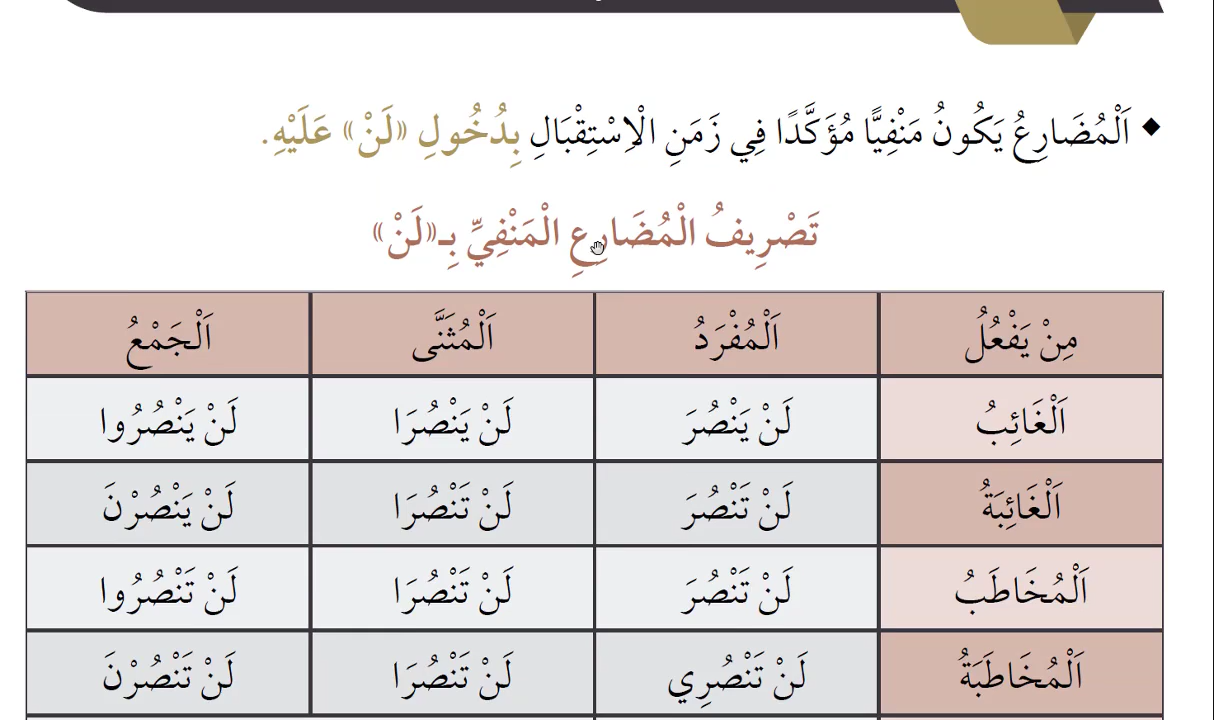 ◆ اَلْمُضَارِعُ يَكُونُ مَنْفِيًّا مُؤَكَّدًا فِي زَمَنِ الْاِسْتِقْبَالِ بِدُخُولِ «لَنْ» عَلَيْهِ.
تَصْرِيفُ الْمُضَارِعِ الْمَنْفِيِّ بِـ«لَنْ»
مِنْ يَفْعُلُ اَلْمُفْرَدُ اَلْمُثَنَّى اَلْجَمْعُ
اَلْغَائِبُ لَنْ يَنْصُرَ لَنْ يَنْصُرَا لَنْ يَنْصُرُوا
اَلْغَائِبَةُ لَنْ تَنْصُرَ لَنْ تَنْصُرَا لَنْ يَنْصُرْنَ
اَلْمُخَاطَبُ لَنْ تَنْصُرَ لَنْ تَنْصُرَا لَنْ تَنْصُرُوا
اَلْمُخَاطَبَةُ لَنْ تَنْصُرِي لَنْ تَنْصُرَا لَنْ تَنْصُرْنَ